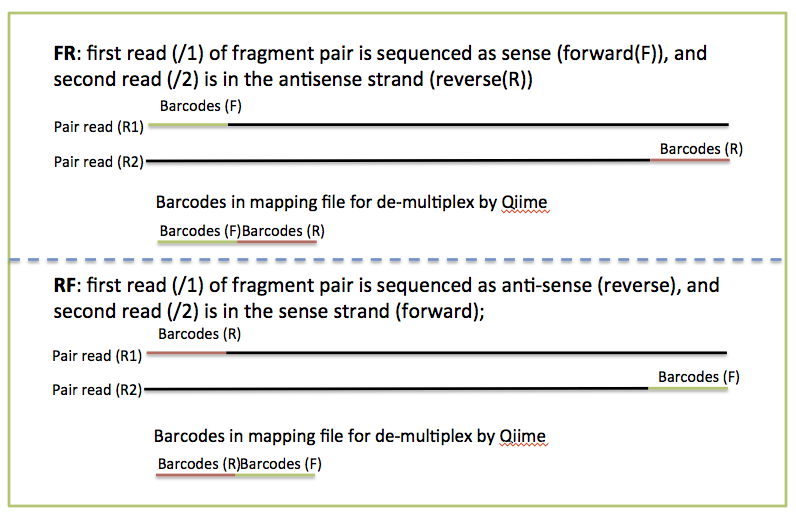 FR: first read (/1) of fragment pair is sequenced as sense (forward(F)), and
second read (/2) is in the antisense strand (reverse(R))
Barcodes (F)
Pair read (R1)
Barcodes (R)
Pair read (R2)
Barcodes in mapping file for de-multiplex by Qiime
Barcodes (F)Barcodes (R)
RF: first read (/1) of fragment pair is sequenced as anti-sense (reverse), and
second read (/2) is in the sense strand (forward);
Barcodes (R)
Pair read (R1)
Barcodes (F)
Pair read (R2)
Barcodes in mapping file for de-multiplex by Qiime
Barcodes (R)Barcodes (F)